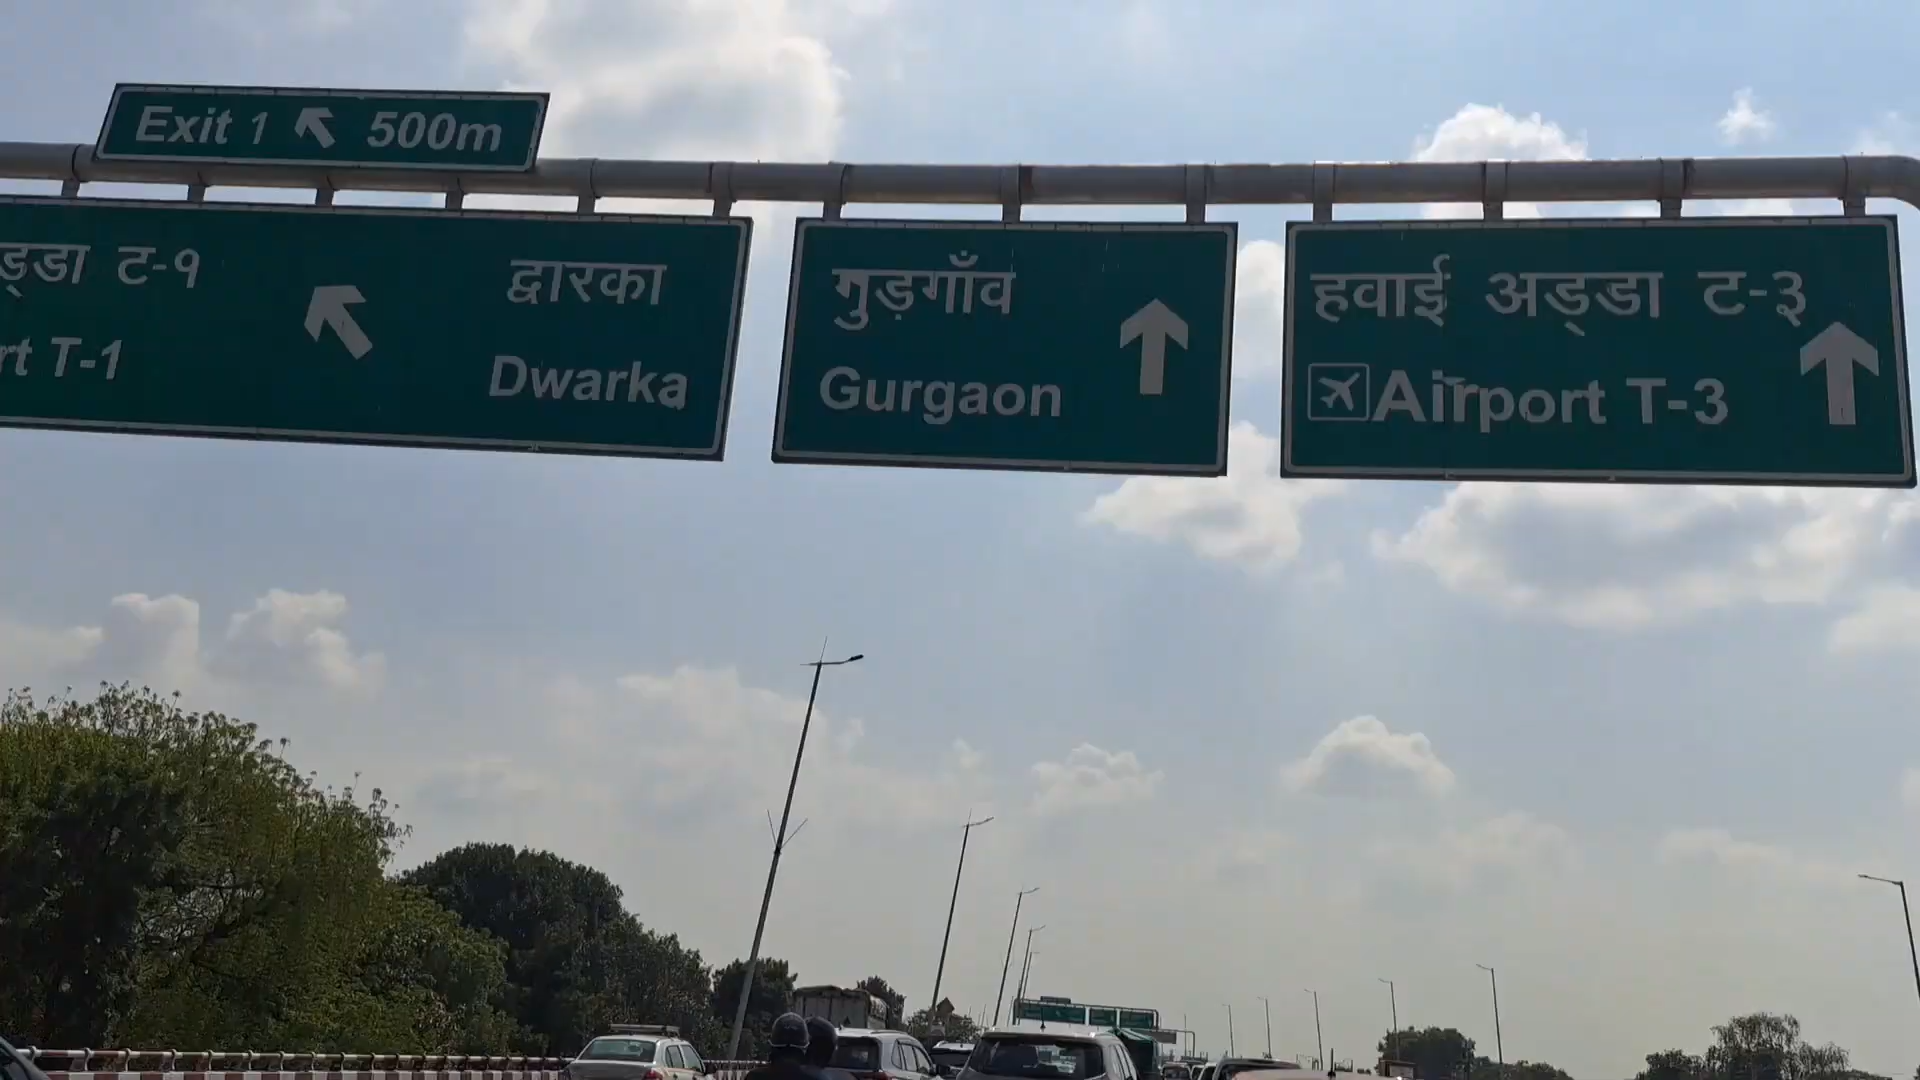 Exit 1 500m
ड्डा ट-१
rt T-1
द्वारका
Dwarka
गुड़गाँव
Gurgaon
हवाई अड्डा ट-३
Airport T-3